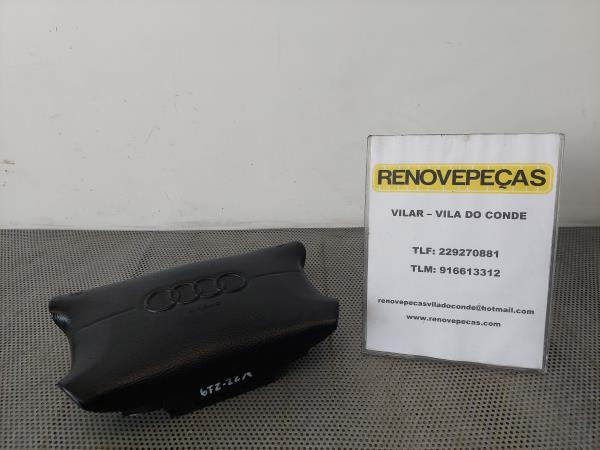 RENOVEPEÇAS
VILAR – VILA DO CONDE
TLF: 229270881
TLM: 916613312
renovepecasviladoconde@hotmail.com
www.renovepecas.com